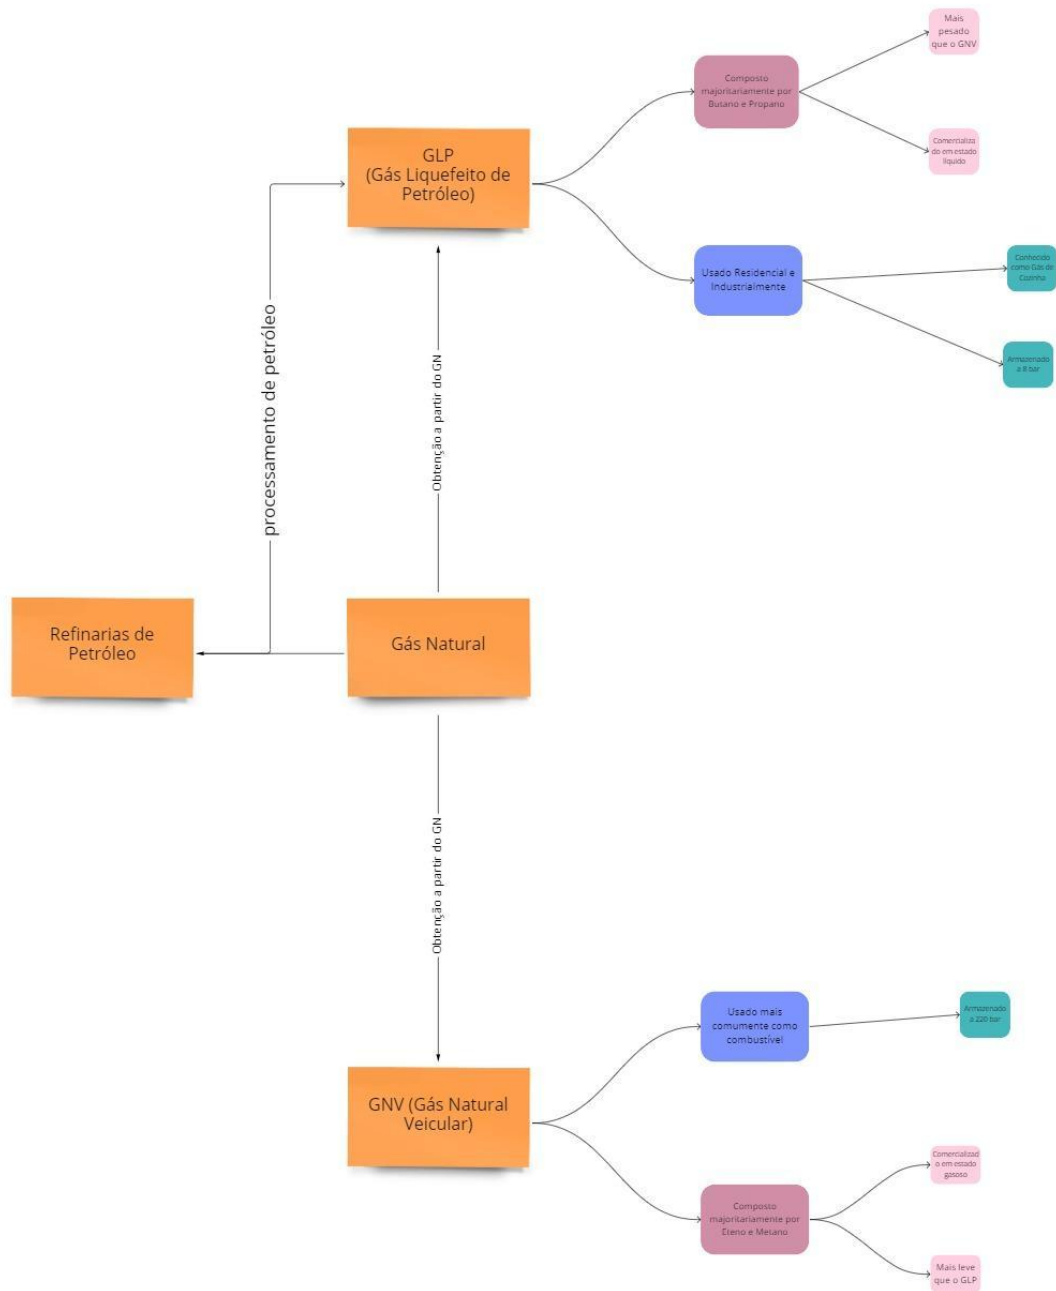 Mais
pesado
que o GNV
Composto
majoritariamente por
Butano e Propano
Comercializa
do em estado
líquido
GLP
(Gás Liquefeito de
Petróleo)
Usado Residencial e
Industrialmente
Conhecido
como Gás de
Cozinha
Armazenado
a 8 bar
processamento de petróleo
Obtenção a partir do GN
Refinarias de
Petróleo
Gás Natural
Obtenção a partir do GN
Usado mais
comumente como
combustível
Armazenado
a 220 bar
GNV (Gás Natural
Veicular)
Comercializad
o em estado
gasoso
Composto
majoritariamente por
Eteno e Metano
Mais leve
que o GLP